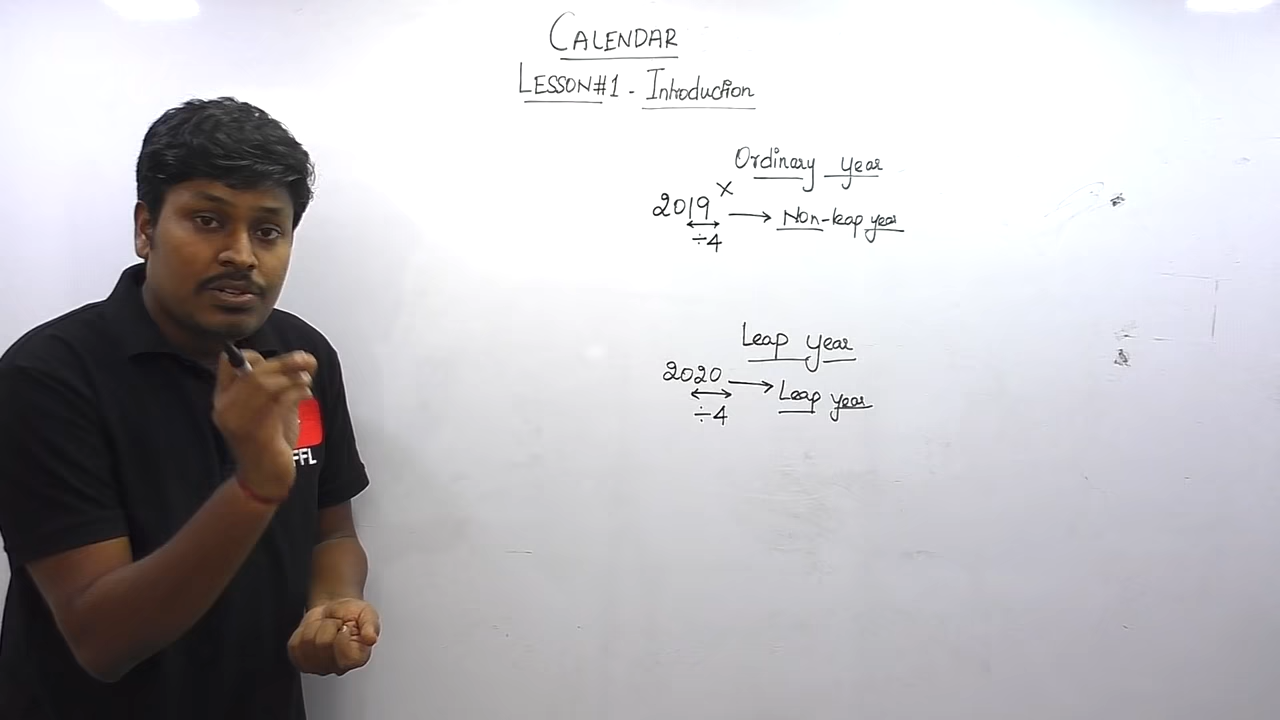 CALENDAR
LESSON#1 - Introduction
Ordinary year
2019 x → Non-leap year
÷4
Leap year
2020 → Leap year
÷4
FFL